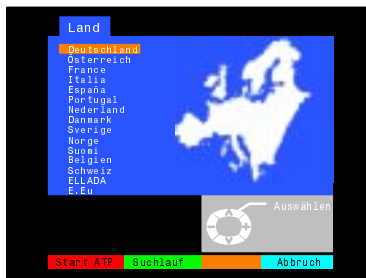 Land
Deutschland
Österreich
France
Italia
España
Portugal
Nederland
Danmark
Sverige
Norge
Suomi
Belgien
Schweiz
ELLADA
E.Eu
Auswählen
Start ATP Suchlauf Abbruch